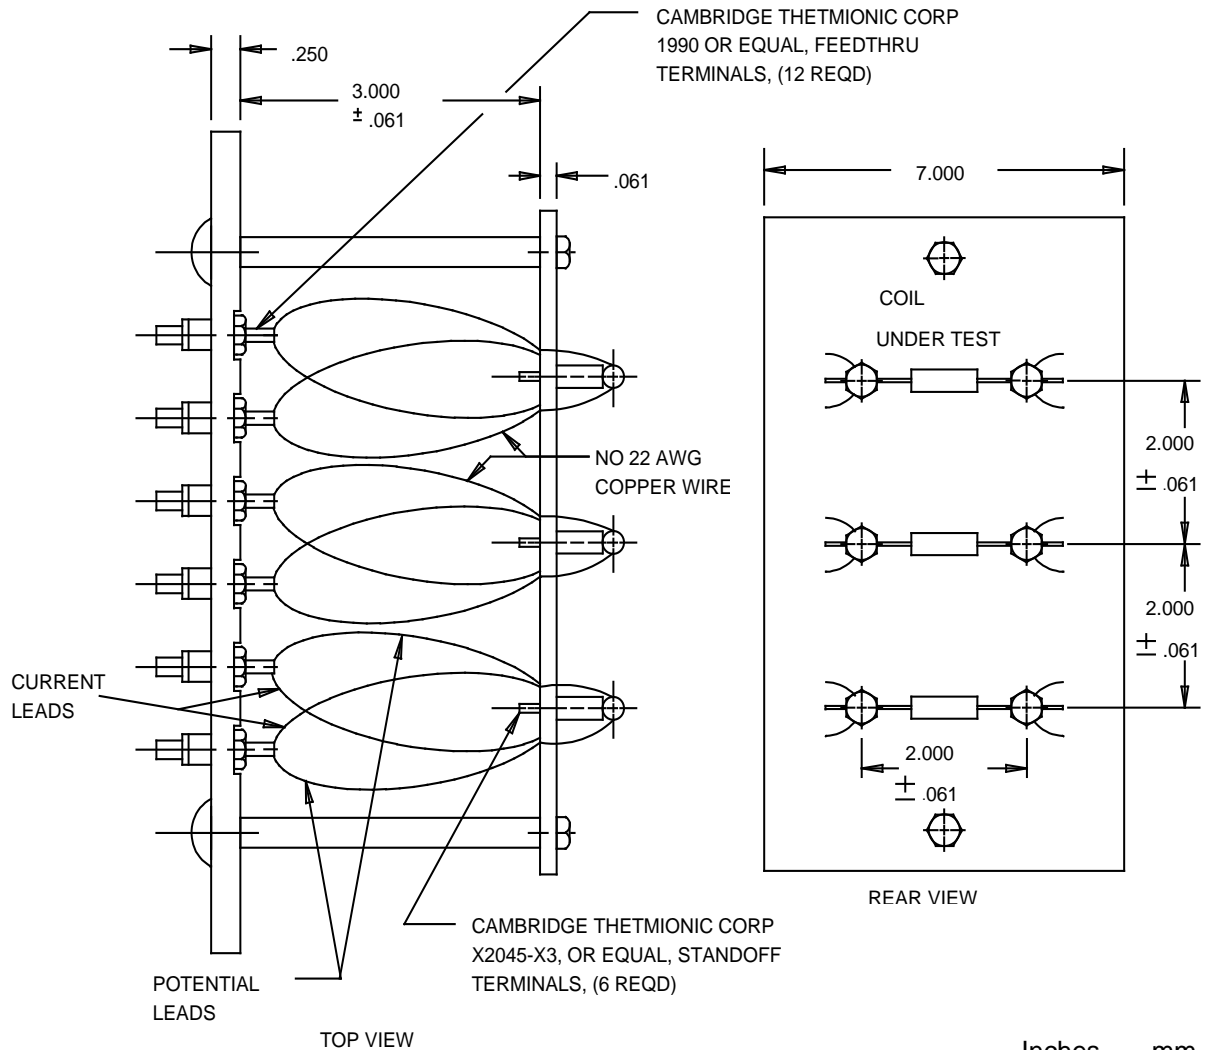 CAMBRIDGE THETMIONIC CORP
1990 OR EQUAL, FEEDTHRU
TERMINALS, (12 REQD)
.250
3.000
± .061
.061
7.000
COIL
UNDER TEST
2.000
± .061
NO 22 AWG
COPPER WIRE
2.000
± .061
CURRENT
LEADS
2.000
± .061
REAR VIEW
CAMBRIDGE THETMIONIC CORP
X2045-X3, OR EQUAL, STANDOFF
TERMINALS, (6 REQD)
POTENTIAL
LEADS
TOP VIEW
Inches mm